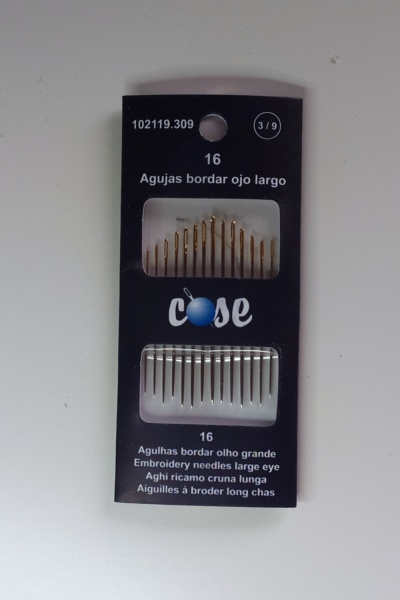 102119.309 3/9
16
Agujas bordar ojo largo
cose
16
Agulhas bordar olho grande
Embroidery needles large eye
Aghi ricamo cruna lunga
Aiguilles à broder long chas